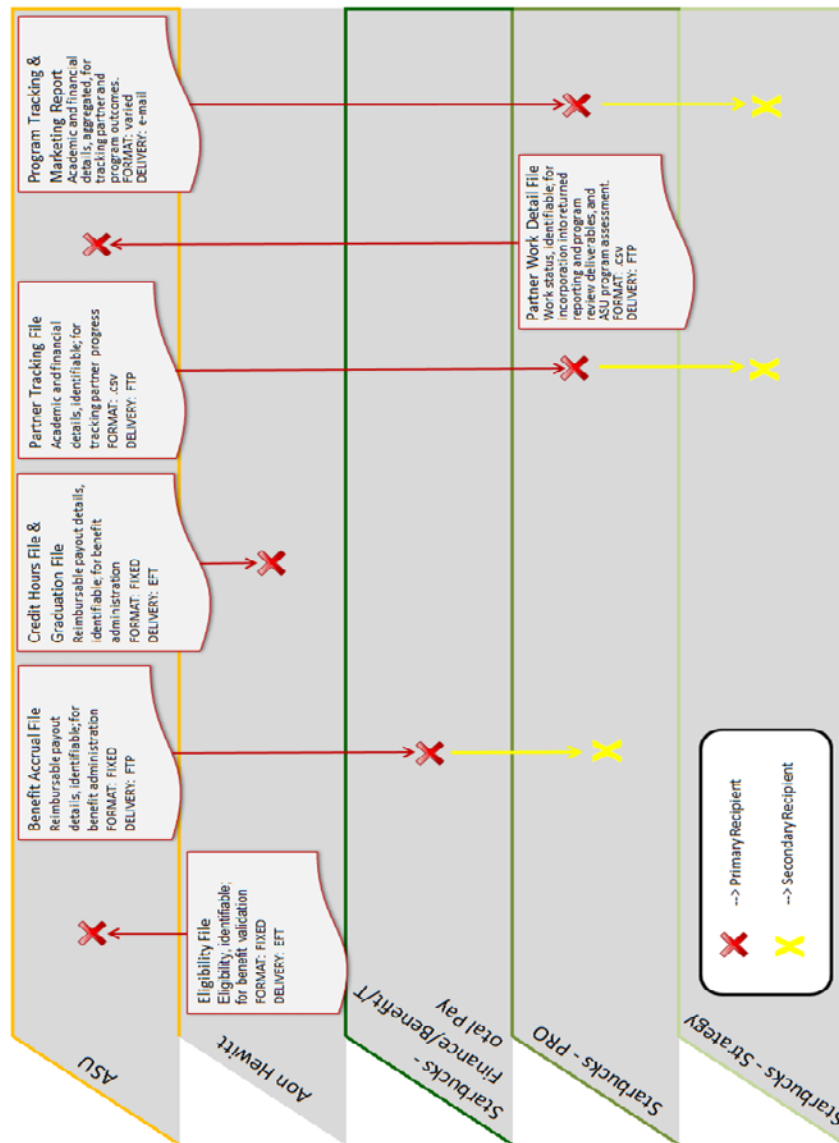 ASU
Aon Hewitt
Starbucks -
Finance/Benefit/T
otal Pay
Starbucks - PRO
Starbucks - Strategy
Eligibility File
Eligibility, identifiable;
for benefit validation
FORMAT: FIXED
DELIVERY: EFT
Benefit Accrual File
Reimbursable payout
details, identifiable; for
benefit administration
FORMAT: FIXED
DELIVERY: FTP
Credit Hours File &
Graduation File
Reimbursable payout details,
identifiable; for benefit
administration
FORMAT: FIXED
DELIVERY: EFT
Partner Tracking File
Academic and financial
details, identifiable; for
tracking partner progress
FORMAT: .csv
DELIVERY: FTP
Partner Work Detail File
Work status, identifiable; for
incorporation into returned
reporting and program
review deliverables, and
ASU program assessment.
FORMAT: .csv
DELIVERY: FTP
Program Tracking &
Marketing Report
Academic and financial
details, aggregated, for
tracking partner and
program outcomes.
FORMAT: varied
DELIVERY: e-mail
--> Primary Recipient
--> Secondary Recipient